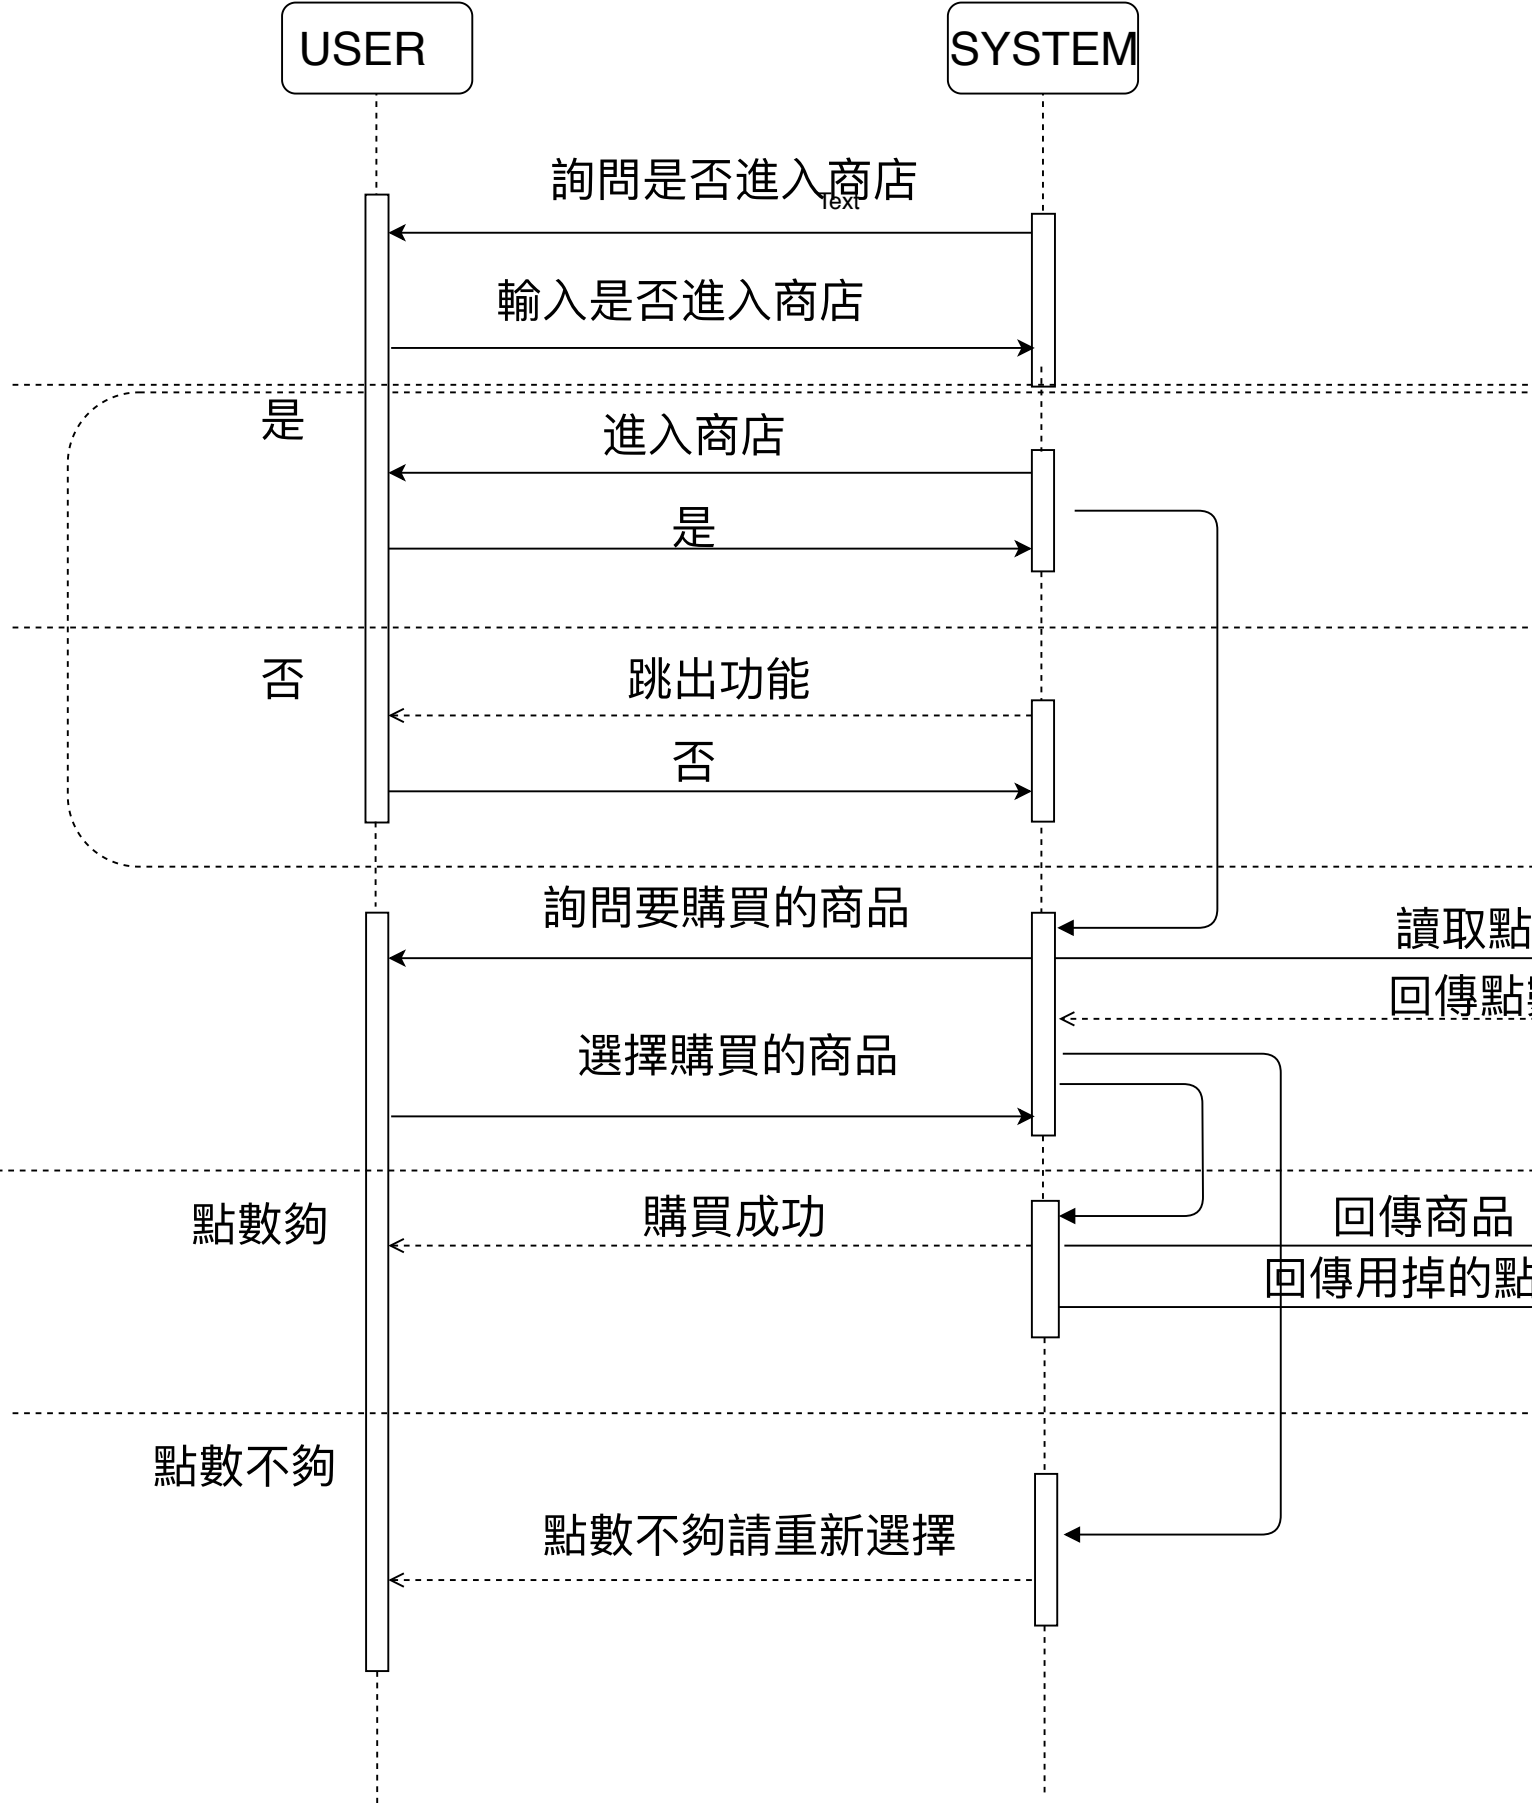 USER
SYSTEM
詢問是否進入商店
Text
輸入是否進入商店
是
進入商店
是
否
跳出功能
否
詢問要購買的商品
讀取點
回傳點
選擇購買的商品
點數夠
購買成功
回傳商品
回傳用掉的點
點數不夠
點數不夠請重新選擇